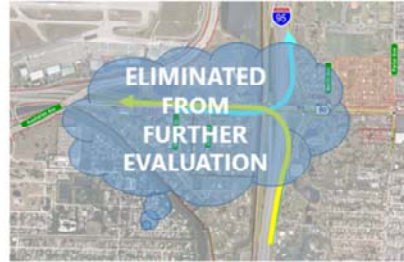 95
ELIMINATED
FROM
FURTHER
EVALUATION